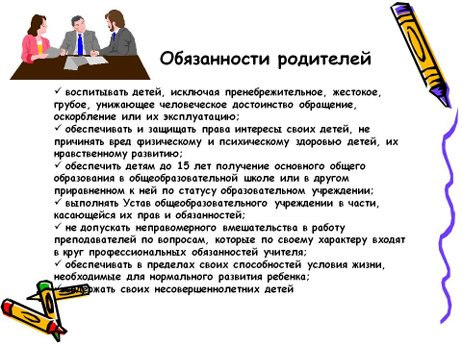 Обязанности родителей
✓ воспитывать детей, исключая пренебрежительное, жестокое,
грубое, унижающее человеческое достоинство обращение,
оскорбление или их эксплуатацию;
✓ обеспечивать и защищать права интересы своих детей, не
причинять вред физическому и психическому здоровью детей, их
нравственному развитию;
✓ обеспечить детям до 15 лет получение основного общего
образования в общеобразовательной школе или в другом
приравненном к ней по статусу образовательном учреждении;
✓ выполнять Устав общеобразовательного учреждении в части,
касающейся их прав и обязанностей;
✓ не допускать неправомерного вмешательства в работу
преподавателей по вопросам, которые по своему характеру входят
в круг профессиональных обязанностей учителя;
✓ обеспечивать в пределах своих способностей условия жизни,
необходимые для нормального развития ребенка;
своих несовершеннолетних детей